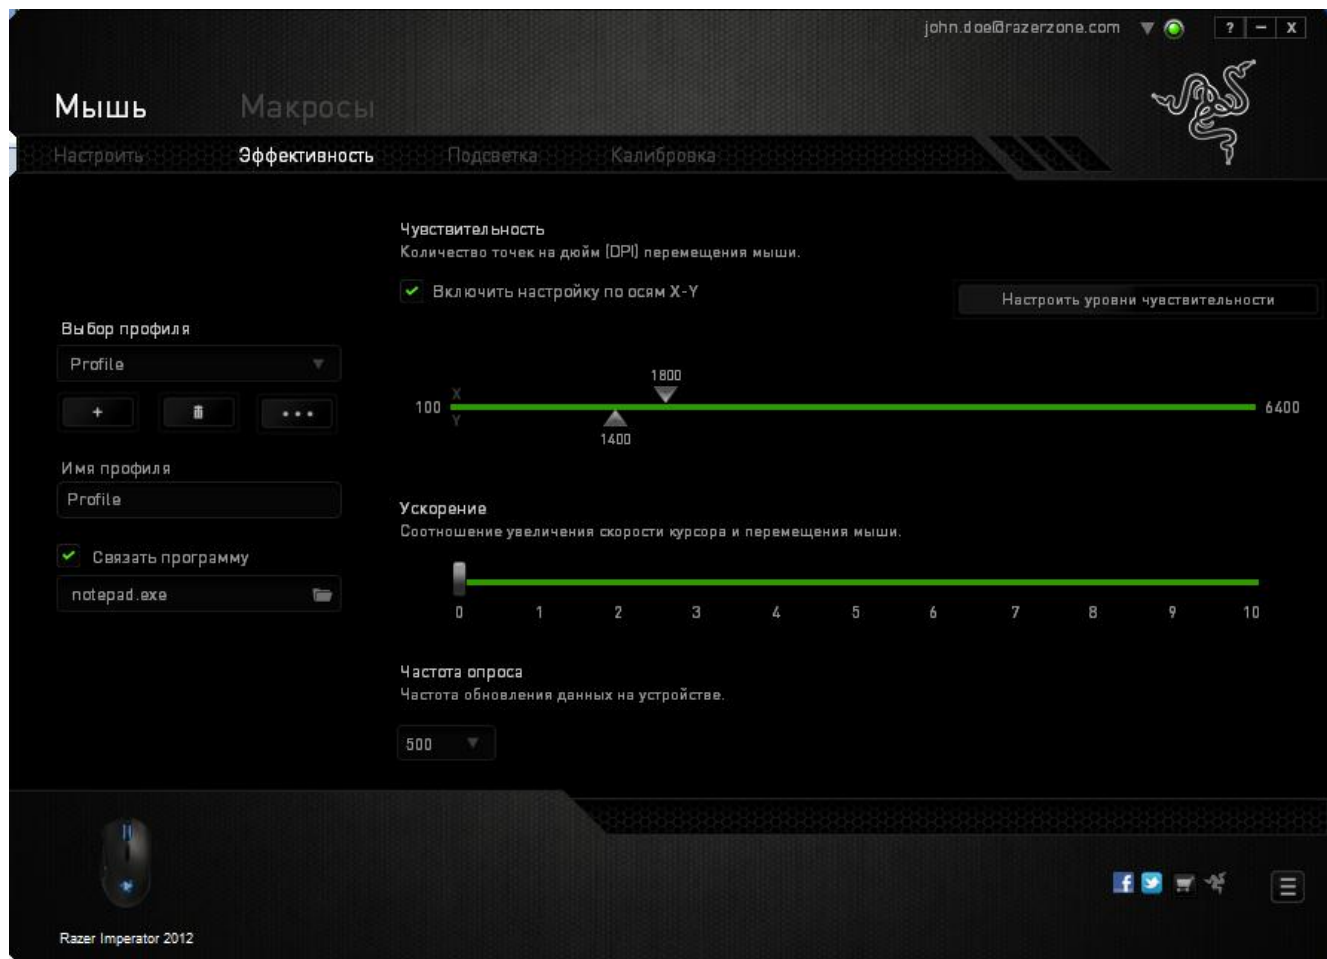 john.doe@razerzone.com
? – X
Мышь Макросы
Настроить Эффективность Подсветка Калибровка
Чувствительность
Количество точек на дюйм (DPI) перемещения мыши.
Включить настройку по осям X-Y
Настроить уровни чувствительности
Выбор профиля
Profile
+
Имя профиля
Profile
Связать программу
notepad.exe
1800
X
100 6400
Y
1400
Ускорение
Соотношение увеличения скорости курсора и перемещения мыши.
0 1 2 3 4 5 6 7 8 9 10
Частота опроса
Частота обновления данных на устройстве.
500
f
Razer Imperator 2012